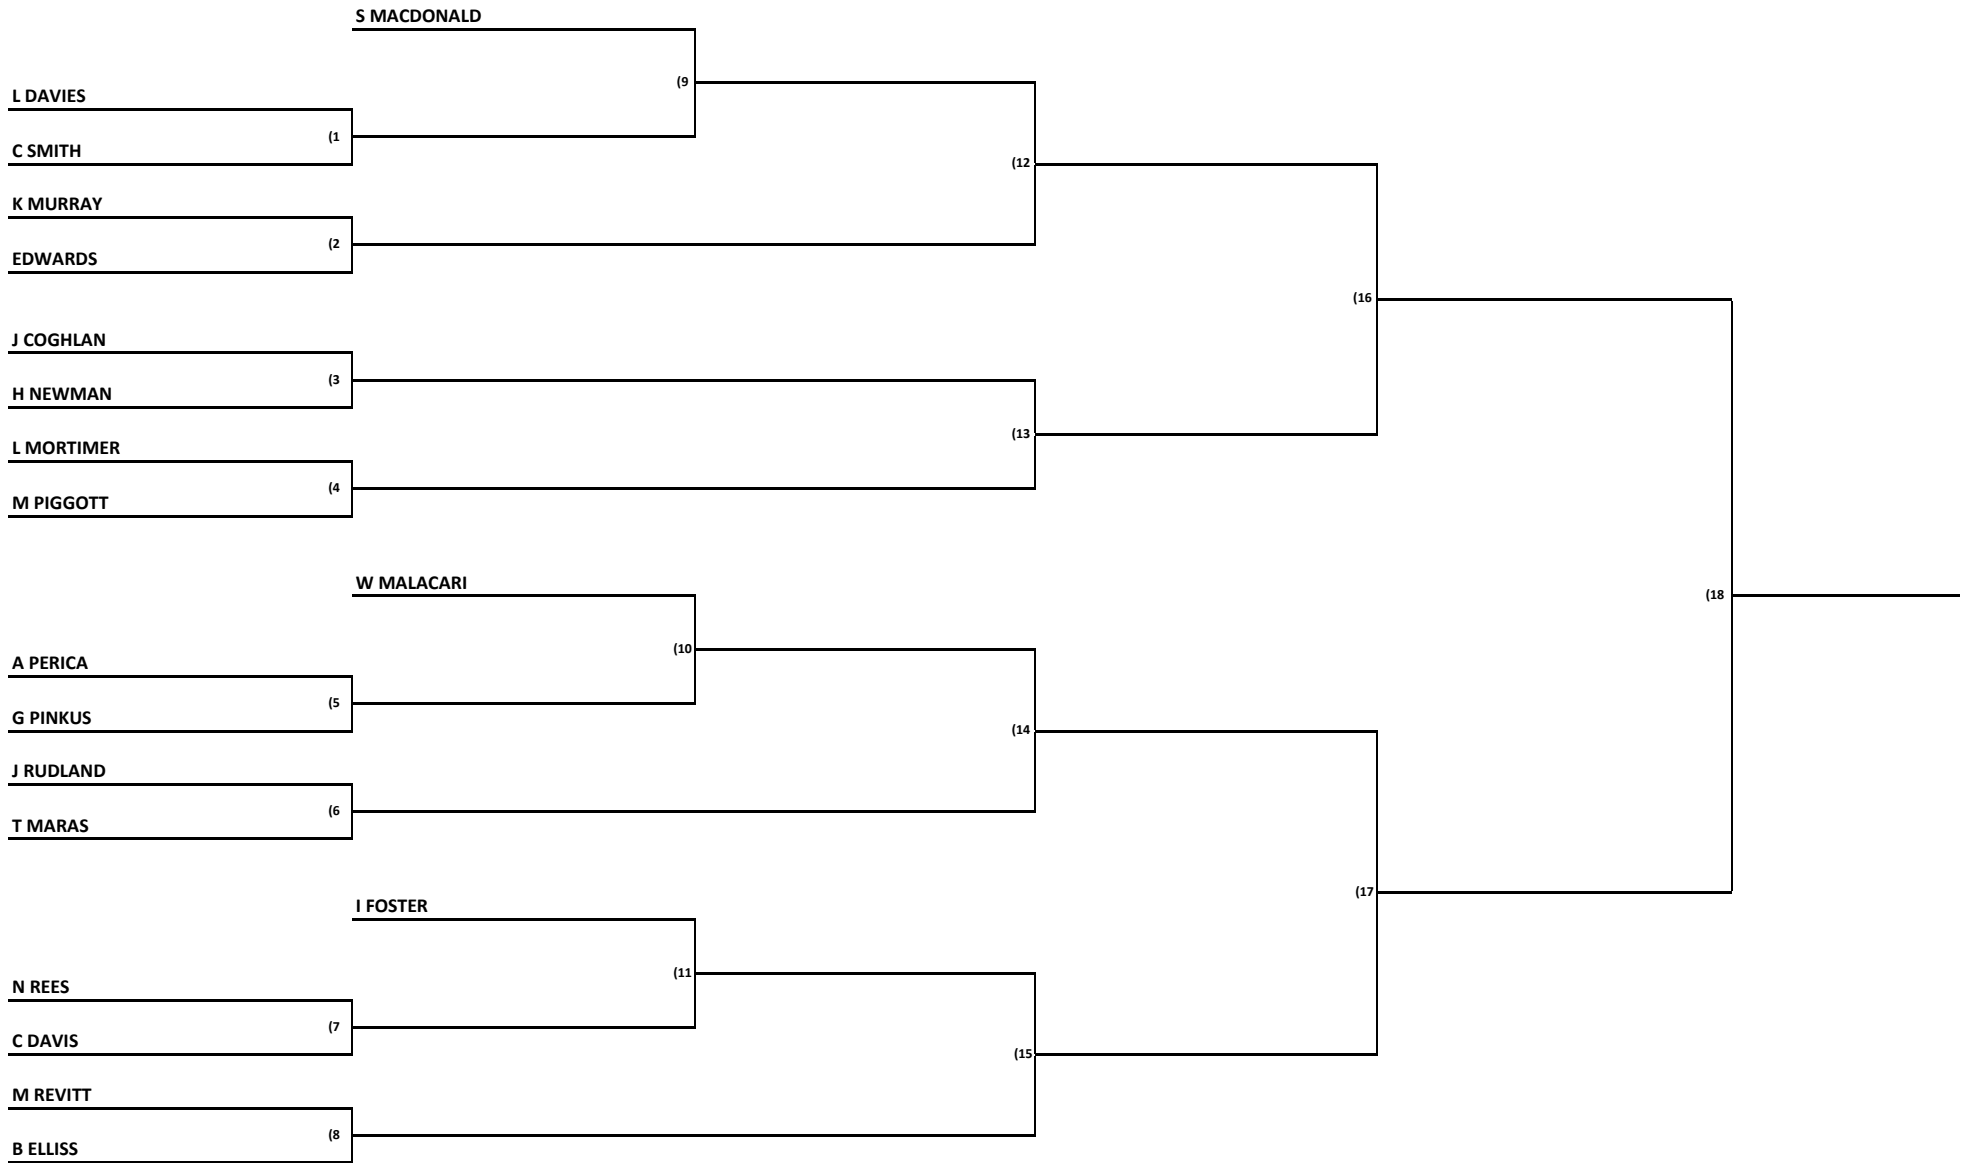 S MACDONALD
(9
L DAVIES
(1
C SMITH
(12
K MURRAY
(2
EDWARDS
(16
J COGHLAN
(3
H NEWMAN
(13
L MORTIMER
(4
M PIGGOTT
W MALACARI
(18
A PERICA
(10
(5
G PINKUS
(14
J RUDLAND
(6
T MARAS
(17
I FOSTER
(11
N REES
(7
C DAVIS
(15
M REVITT
(8
B ELLISS